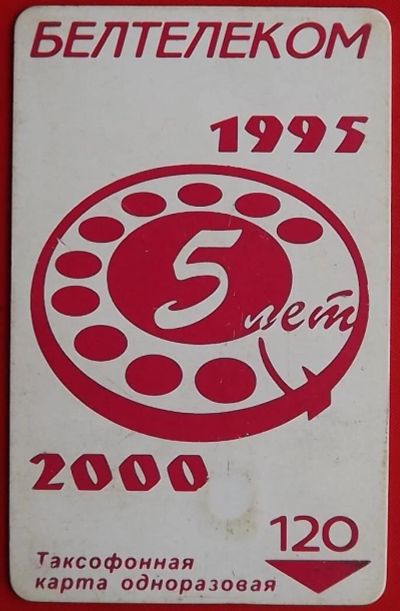 БЕЛТЕЛЕКОМ
1995
5
лет
2000
120
Таксофонная
карта одноразовая